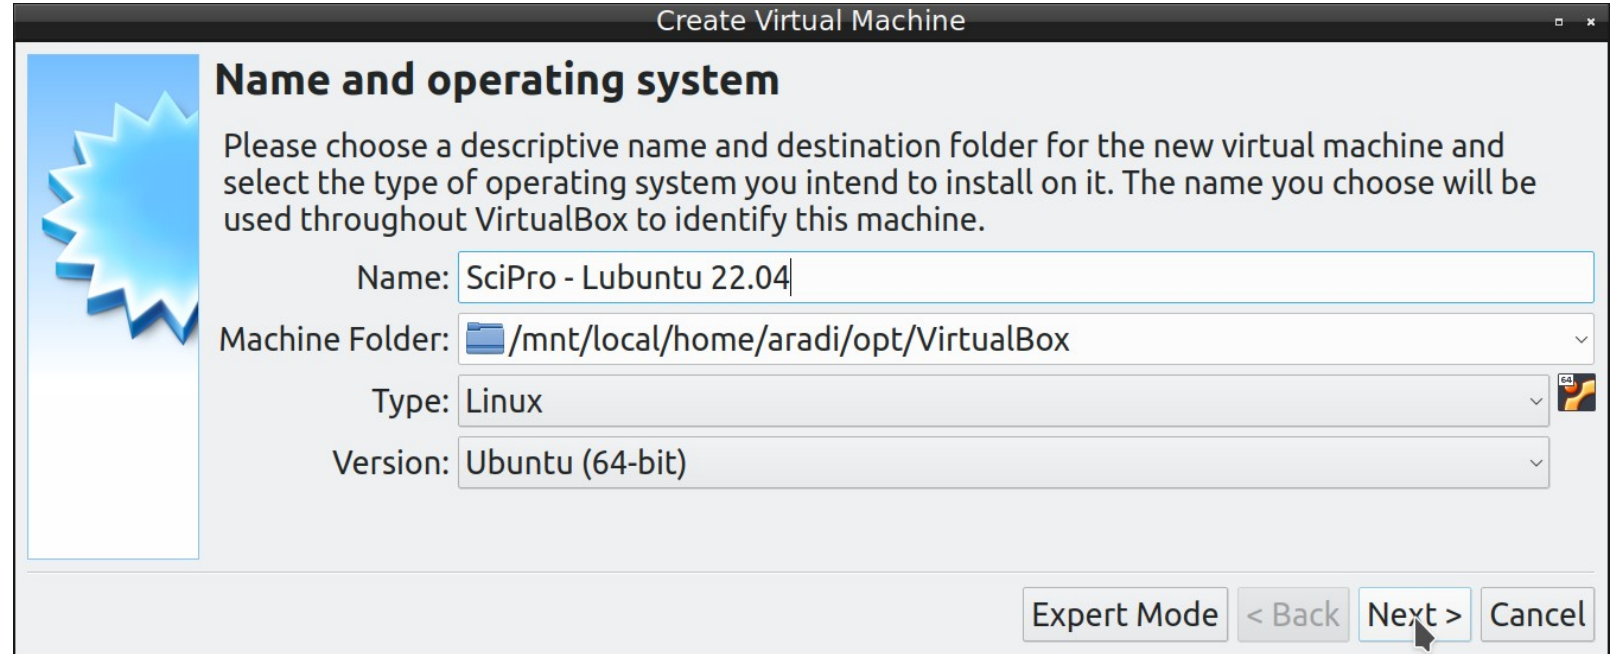 Create Virtual Machine
Name and operating system
Please choose a descriptive name and destination folder for the new virtual machine and
select the type of operating system you intend to install on it. The name you choose will be
used throughout VirtualBox to identify this machine.
Name: SciPro - Lubuntu 22.04
Machine Folder: /mnt/local/home/aradi/opt/VirtualBox
Type: Linux
64
Version: Ubuntu (64-bit)
Expert Mode < Back Next > Cancel